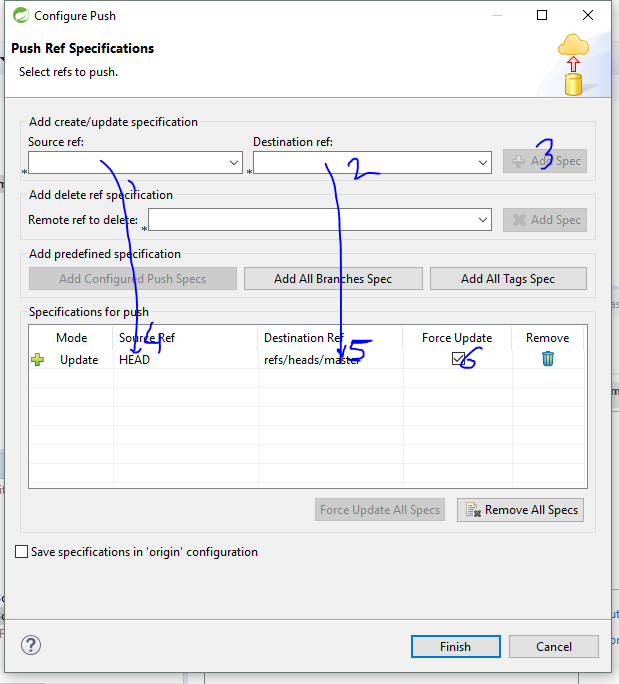 Configure Push
Push Ref Specifications
Select refs to push.
Add create/update specification
Source ref: Destination ref:
* 1 * 2 Add Spec 3
Add delete ref specification
Remote ref to delete: * Add Spec
Add predefined specification
Add Configured Push Specs Add All Branches Spec Add All Tags Spec
Specifications for push
Mode Source Ref Destination Ref Force Update Remove
Update HEAD 4 refs/heads/master 5 6
Force Update All Specs Remove All Specs
Save specifications in 'origin' configuration
? Finish Cancel